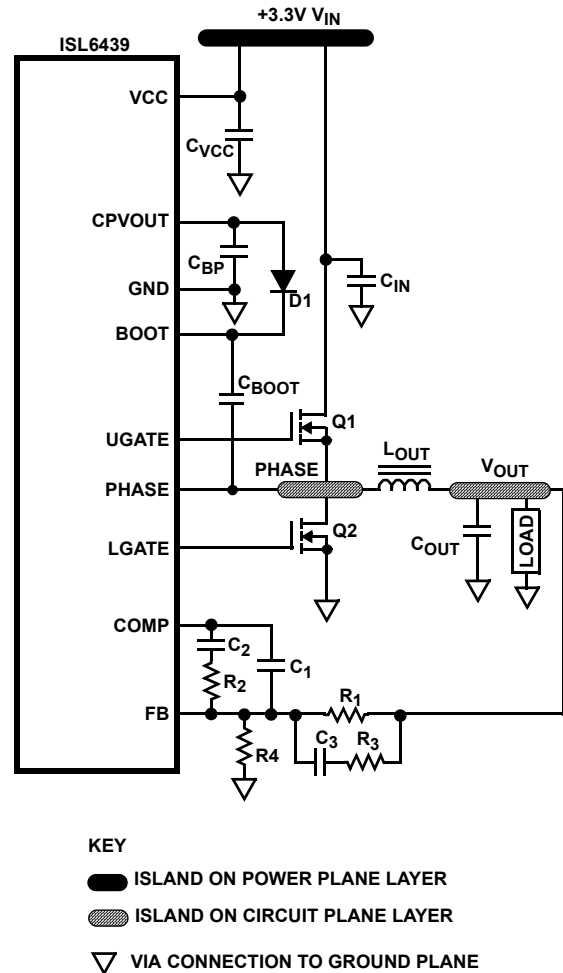 +3.3V VIN
ISL6439
VCC
CVCC
CPVOUT
CBP
GND
D1
CIN
BOOT
CBOOT
Q1
UGATE
LOUT
PHASE
PHASE
VOUT
Q2
COUT
LOAD
LGATE
COMP
C2
C1
R2
R1
FB
C3
R3
R4
KEY
ISLAND ON POWER PLANE LAYER
ISLAND ON CIRCUIT PLANE LAYER
VIA CONNECTION TO GROUND PLANE